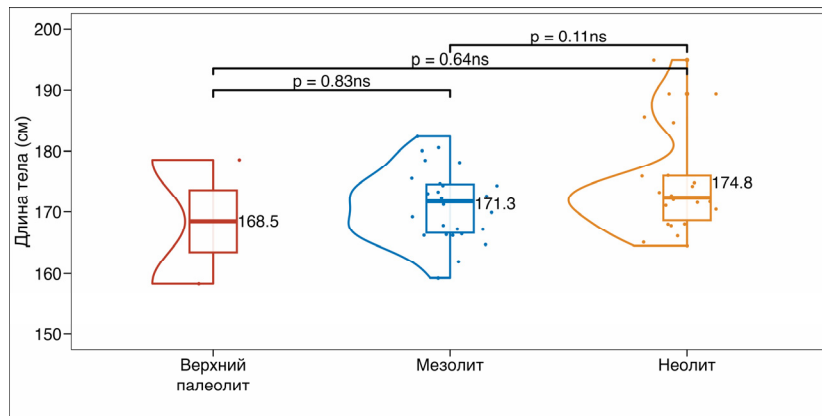 Длина тела (см)
200
190
180
170
160
150
p = 0.11ns
p = 0.64ns
p = 0.83ns
168.5
171.3
174.8
Верхний
палеолит
Мезолит
Неолит